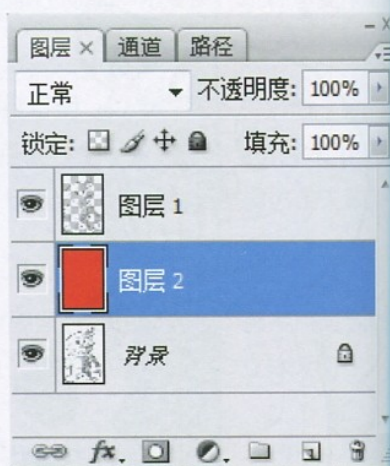 图层 × 通道 路径
正常 不透明度: 100%
锁定: 填充: 100%
图层 1
图层 2
背景
fx.